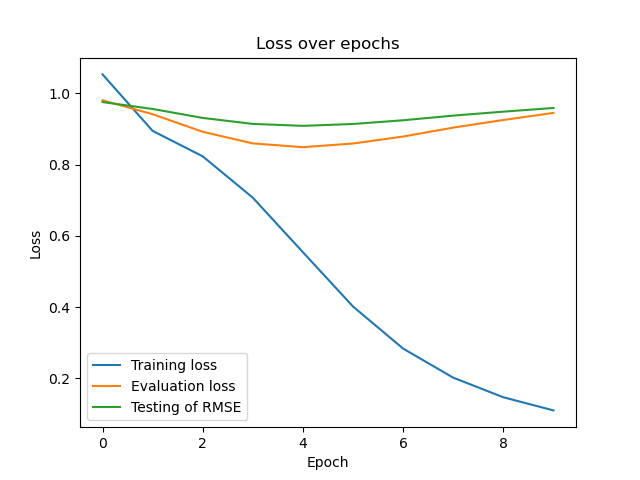 Loss over epochs
1.0
0.8
0.6
0.4
0.2
Loss
Training loss
Evaluation loss
Testing of RMSE
0 2 4 6 8
Epoch